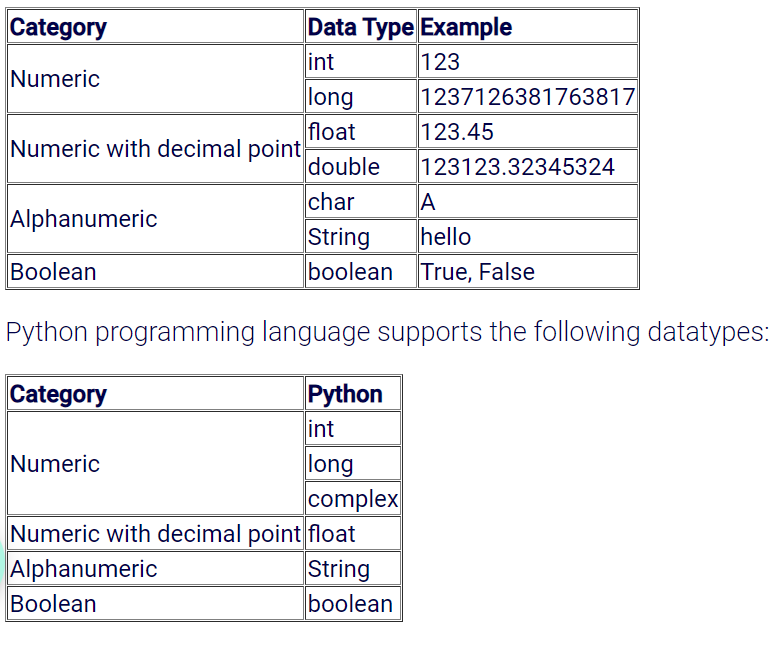 Category Data Type Example
Numeric int 123
long 1237126381763817
Numeric with decimal point float 123.45
double 123123.32345324
Alphanumeric char A
String hello
Boolean boolean True, False
Python programming language supports the following datatypes:
Category Python
Numeric int
long
complex
Numeric with decimal point float
Alphanumeric String
Boolean boolean